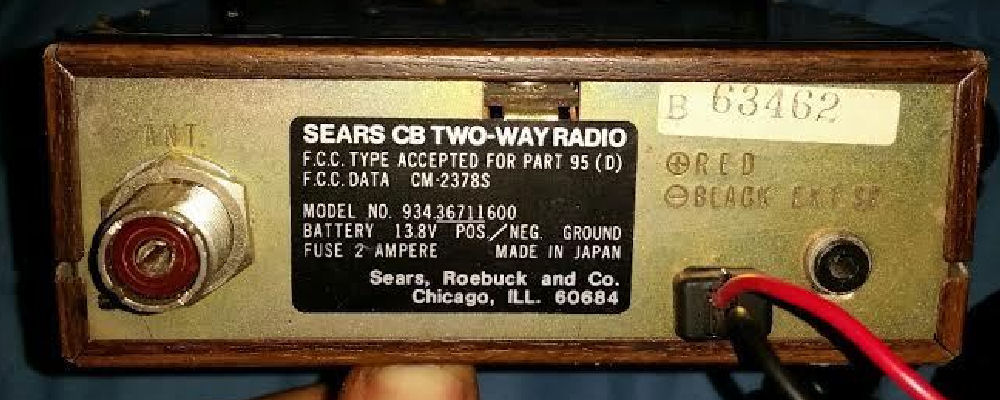 ANT.
SEARS CB TWO-WAY RADIO
F.C.C. TYPE ACCEPTED FOR PART 95 (D)
F.C.C. DATA CM-2378S
MODEL NO. 934.36711600
BATTERY 13.8V POS./NEG. GROUND
FUSE 2 AMPERE MADE IN JAPAN
Sears, Roebuck and Co.
Chicago, ILL. 60684
B 63462
⊕RED
⊖BLACK EXT SP